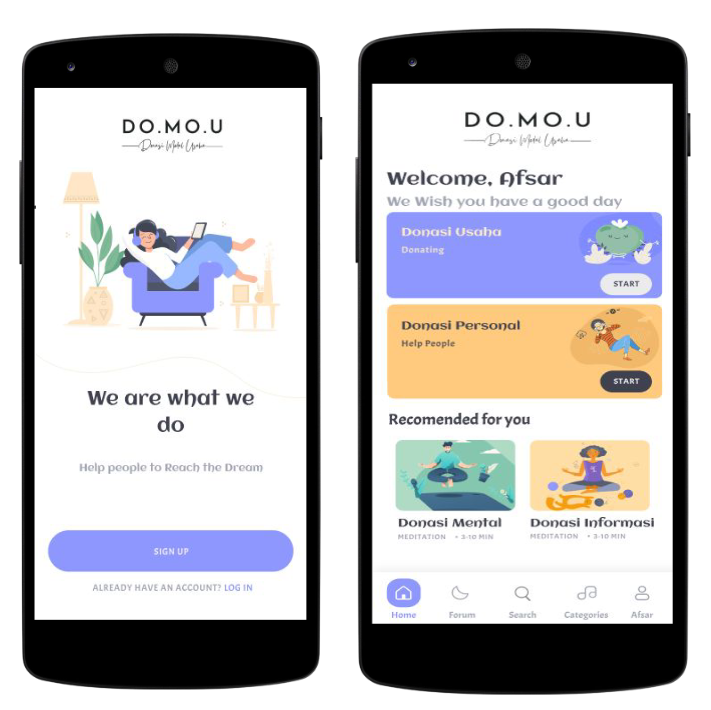 DO.MO.U
Donasi Modal Usaha
We are what we
do
Help people to Reach the Dream
SIGN UP
ALREADY HAVE AN ACCOUNT? LOG IN
DO.MO.U
Donasi Modal Usaha
Welcome, Afsar
We Wish you have a good day
Donasi Usaha
Donating
START
Donasi Personal
Help People
START
Recomended for you
Donasi Mental
MEDITATION • 3-10 MIN
Donasi Informasi
MEDITATION • 3-10 MIN
Home
Forum
Search
Categories
Afsar